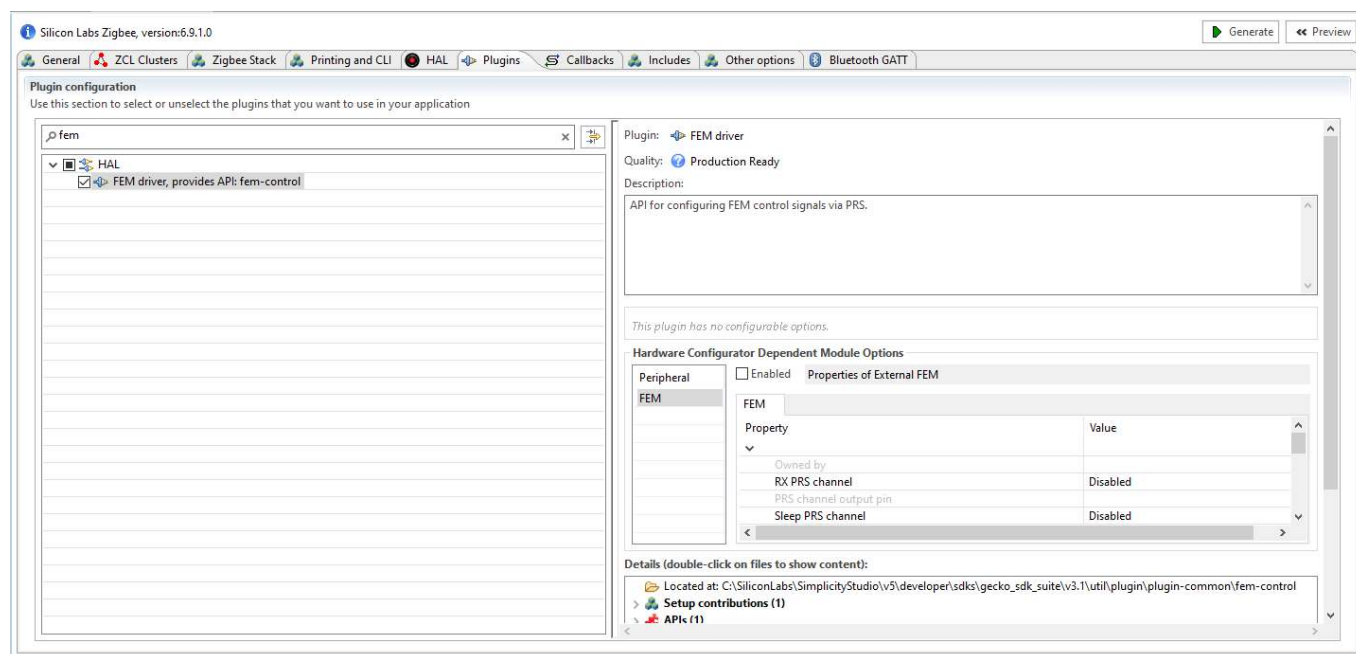 Silicon Labs Zigbee, version:6.9.1.0
Generate
Preview
General ZCL Clusters Zigbee Stack Printing and CLI HAL Plugins Callbacks Includes Other options Bluetooth GATT
Plugin configuration
Use this section to select or unselect the plugins that you want to use in your application
fem
HAL
FEM driver, provides API: fem-control
Plugin: FEM driver
Quality: Production Ready
Description:
API for configuring FEM control signals via PRS.
This plugin has no configurable options.
Hardware Configurator Dependent Module Options
Peripheral
FEM
Enabled Properties of External FEM
FEM
Property Value
Owned by
RX PRS channel Disabled
PRS channel output pin
Sleep PRS channel Disabled
Details (double-click on files to show content):
Located at: C:\SiliconLabs\SimplicityStudio\v5\developer\sdks\gecko_sdk_suite\v3.1\util\plugin\plugin-common\fem-control
Setup contributions (1)
APIs (1)